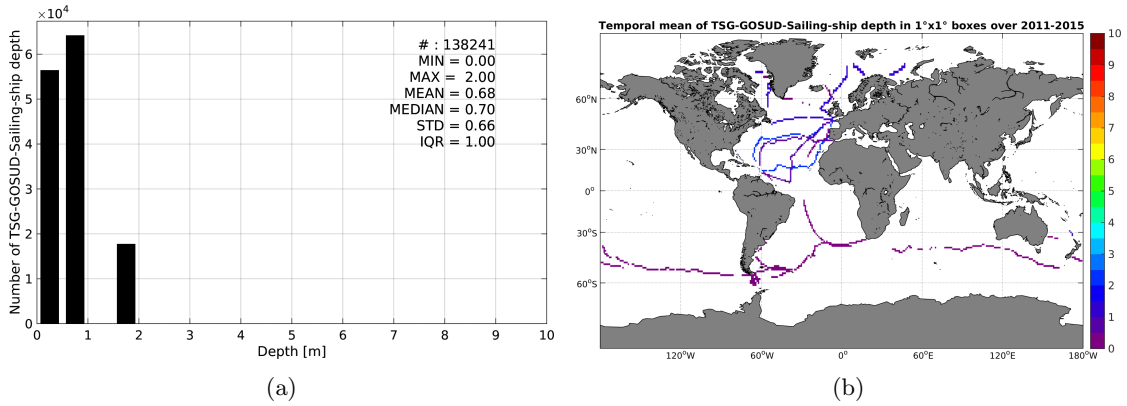 x 10⁴
# : 138241
MIN = 0.00
MAX = 2.00
MEAN = 0.68
MEDIAN = 0.70
STD = 0.66
IQR = 1.00
Number of TSG-GOSUD-Sailing-ship depth
6
5
4
3
2
1
0
0 1 2 3 4 5 6 7 8 9 10
Depth [m]
(a)
Temporal mean of TSG-GOSUD-Sailing-ship depth in 1°x1° boxes over 2011-2015
60°N
30°N
0°
30°S
60°S
120°W 60°W 0° 60°E 120°E 180°W
10
9
8
7
6
5
4
3
2
1
0
(b)